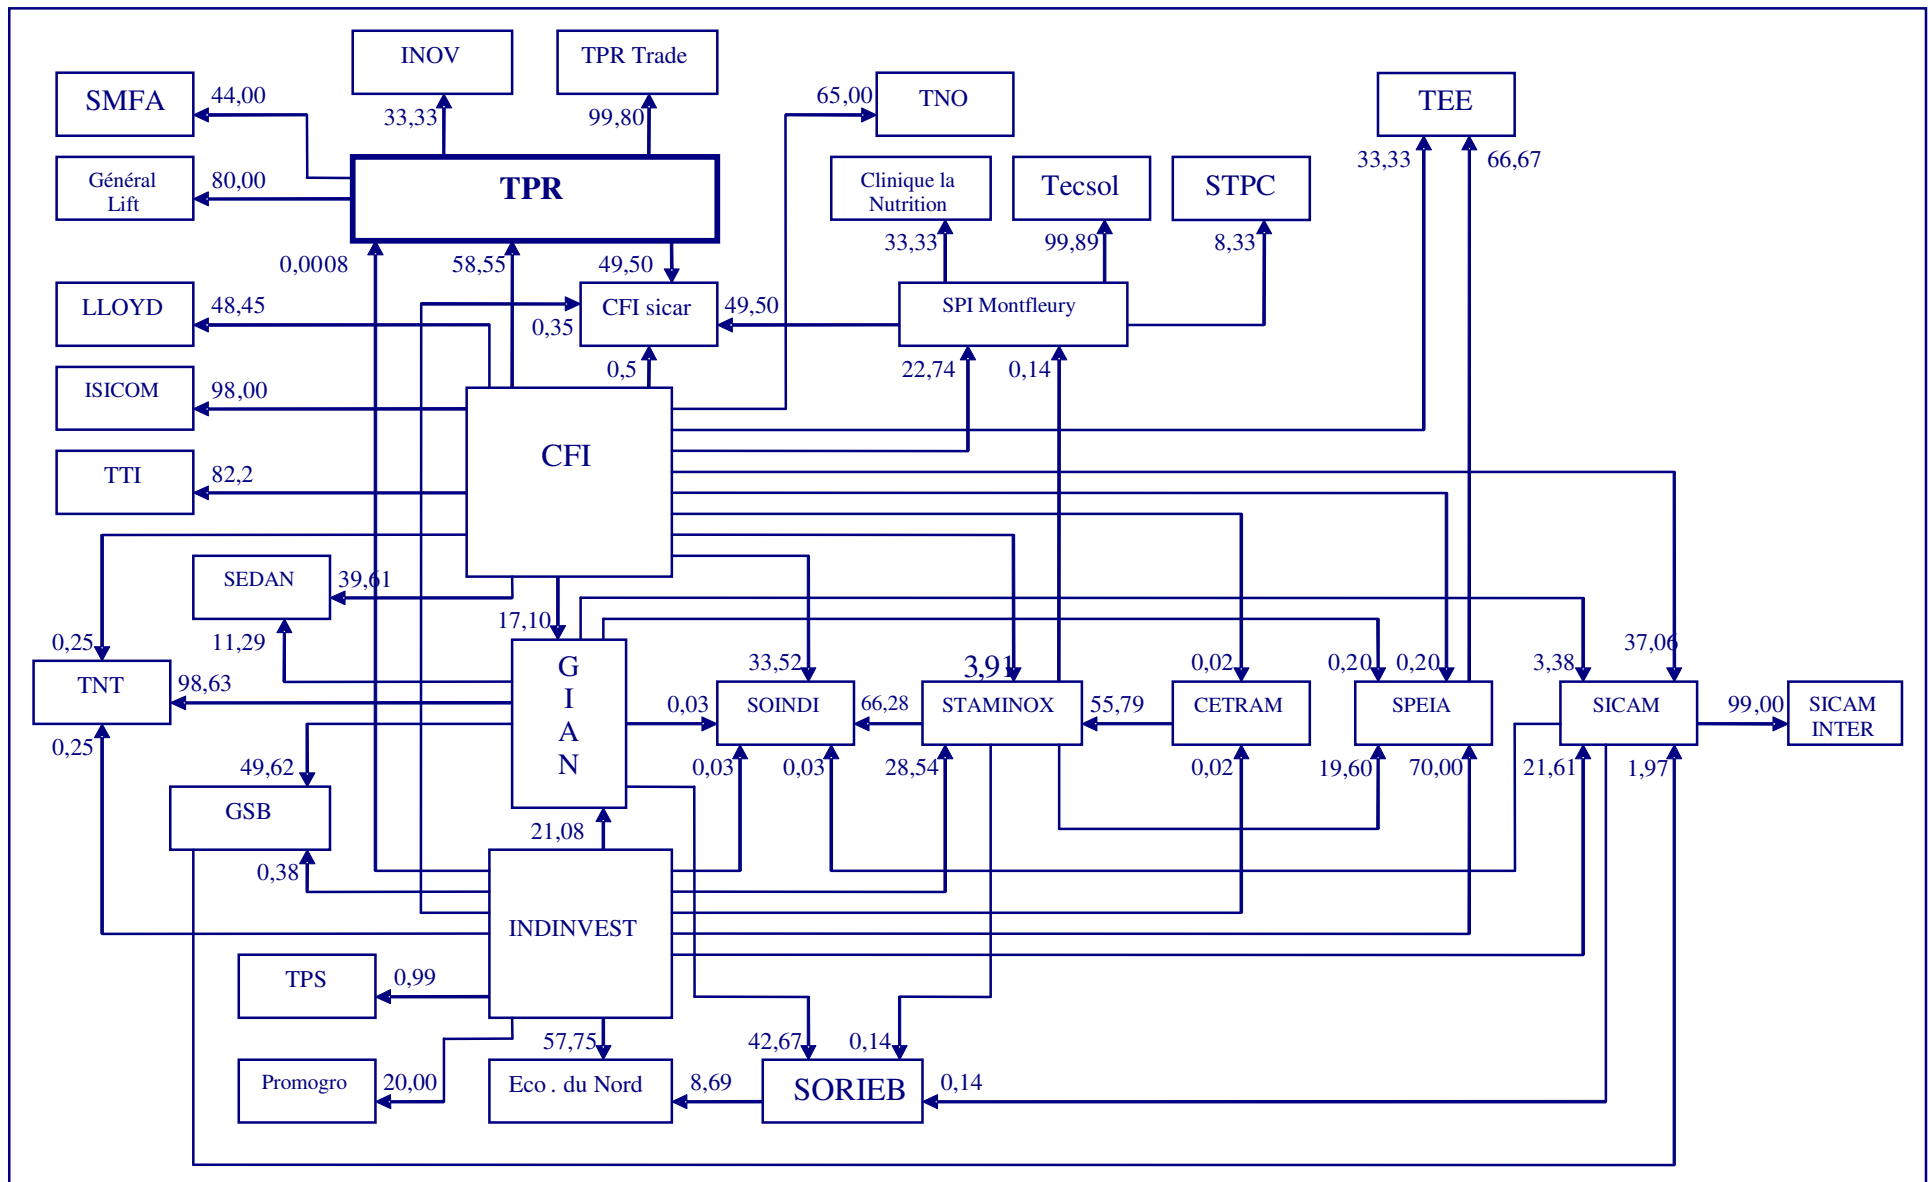 INOV
TPR Trade
SMFA
44,00
33,33
99,80
65,00
TNO
TEE
Général
Lift
80,00
TPR
Clinique la
Nutrition
Tecsol
STPC
33,33
66,67
0,0008
58,55
49,50
33,33
99,89
8,33
LLOYD
48,45
0,35
CFI sicar
49,50
SPI Montfleury
ISICOM
98,00
0,5
22,74
0,14
TTI
82,2
CFI
SEDAN
39,61
17,10
0,25
11,29
33,52
3,91
0,02
0,20
0,20
3,38
37,06
TNT
98,63
G
I
A
N
0,03
SOINDI
66,28
STAMINOX
55,79
CETRAM
SPEIA
SICAM
99,00
SICAM
INTER
0,25
49,62
0,03
0,03
28,54
0,02
19,60
70,00
21,61
1,97
GSB
21,08
0,38
INDINVEST
TPS
0,99
57,75
42,67
0,14
Promogro
20,00
Eco . du Nord
8,69
SORIEB
0,14